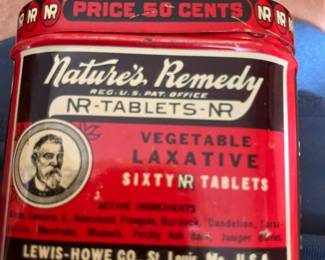 NR NR PRICE 50 CENTS NR NR
Nature's Remedy
REG. U.S. PAT. OFFICE
NR-TABLETS-NR
VEGETABLE
LAXATIVE
SIXTY NR TABLETS
ACTIVE INGREDIENTS
Cascara, Frangula, Burdock, Dandelion,
Mandrake, Rhubarb, Prickly Ash Bark, Juniper Berries
LEWIS-HOWE CO. St. Louis, Mo. U.S.A.